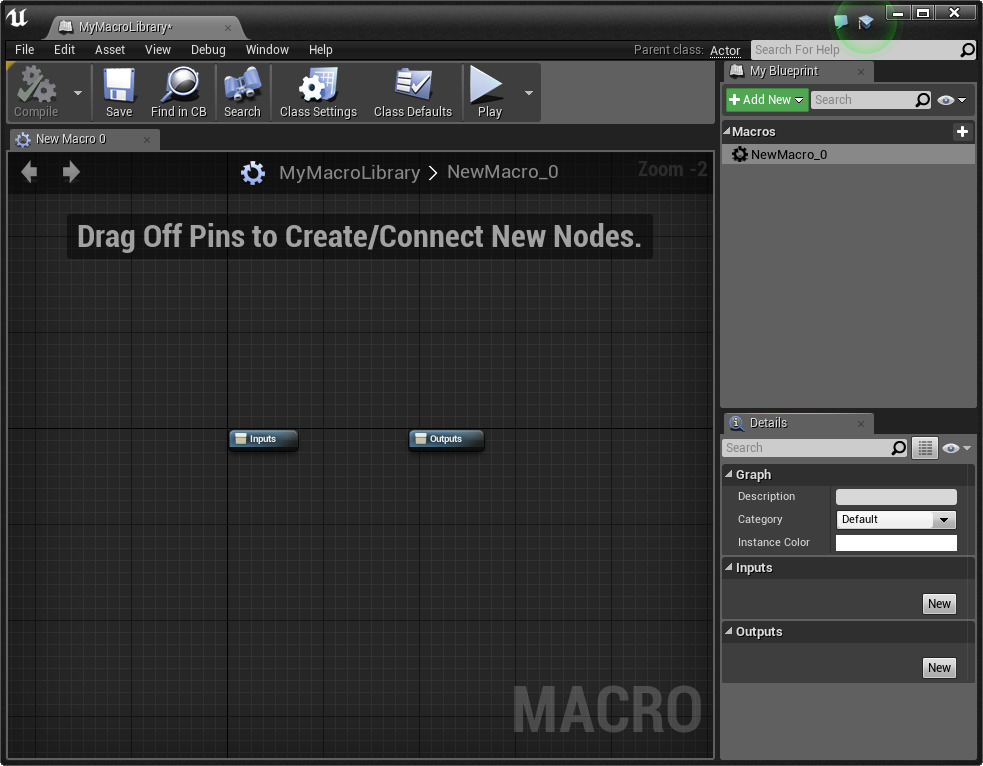 MyMacroLibrary*
File Edit Asset View Debug Window Help
Parent class: Actor Search For Help
Compile Save Find in CB Search Class Settings Class Defaults Play
New Macro 0
MyMacroLibrary > NewMacro_0
Zoom -2
Drag Off Pins to Create/Connect New Nodes.
Inputs Outputs
MACRO
My Blueprint
Add New Search
Macros
NewMacro_0
Details
Search
Graph
Description
Category Default
Instance Color
Inputs
New
Outputs
New